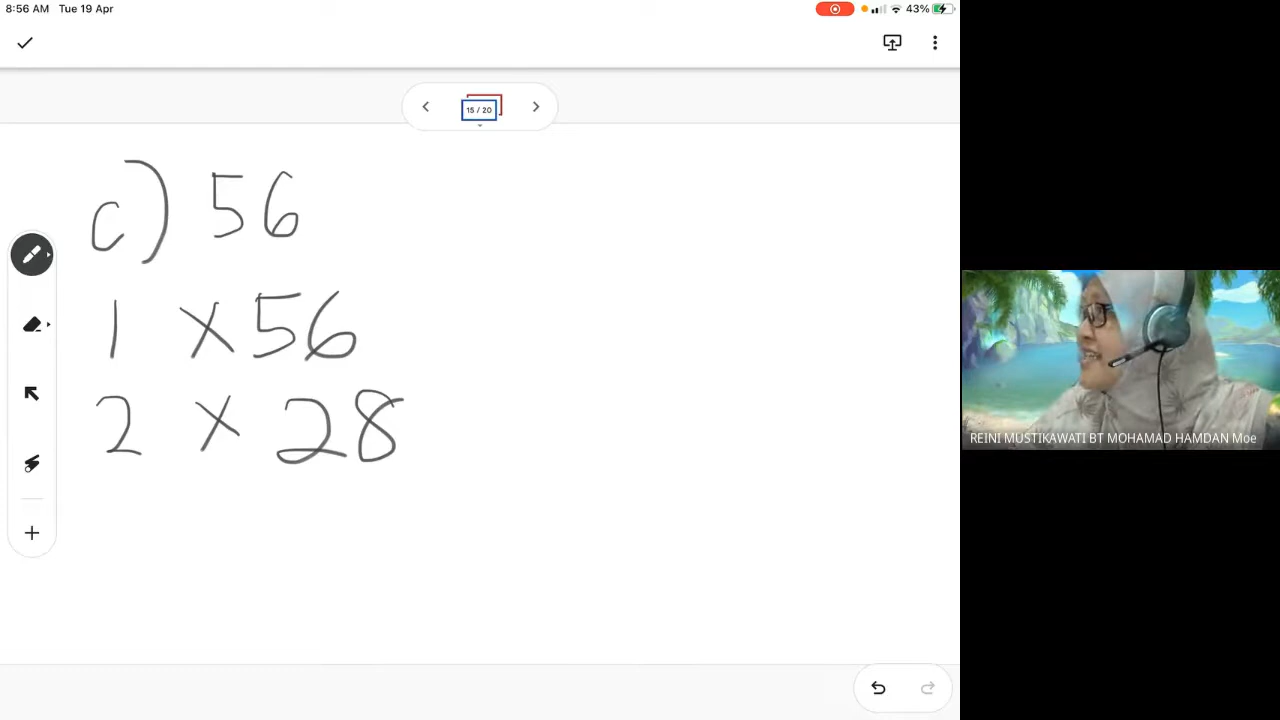 8:56 AM Tue 19 Apr
43%
15 / 20
c) 56
1 × 56
2 × 28
REINI MUSTIKAWATI BT MOHAMAD HAMDAN Moe